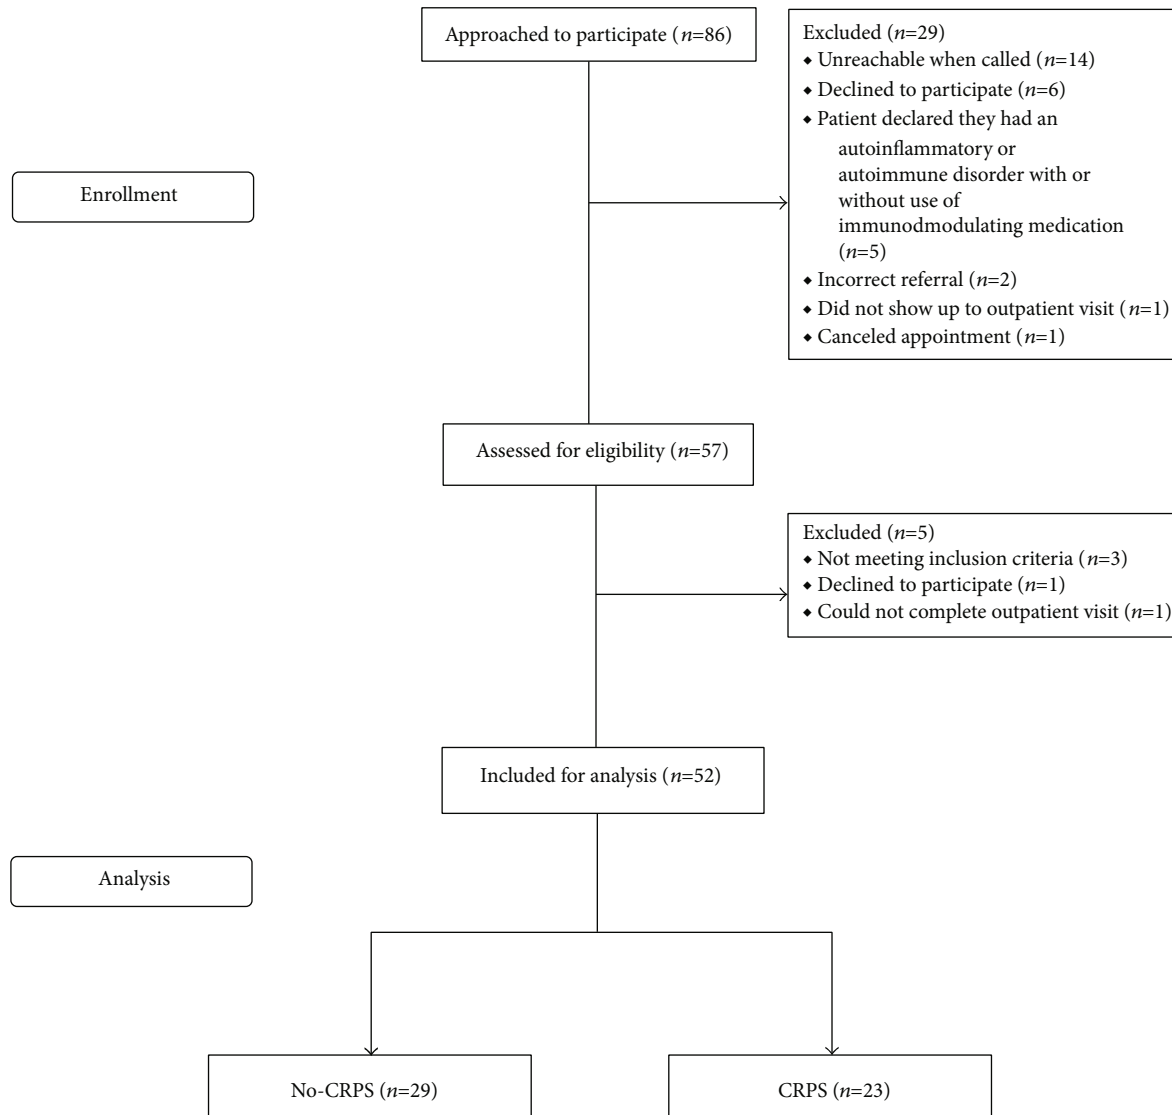 Approached to participate (n=86)
Excluded (n=29)
◆ Unreachable when called (n=14)
◆ Declined to participate (n=6)
◆ Patient declared they had an
autoinflammatory or
autoimmune disorder with or
without use of
immunodmodulating medication
(n=5)
◆ Incorrect referral (n=2)
◆ Did not show up to outpatient visit (n=1)
◆ Canceled appointment (n=1)
Enrollment
Assessed for eligibility (n=57)
Excluded (n=5)
◆ Not meeting inclusion criteria (n=3)
◆ Declined to participate (n=1)
◆ Could not complete outpatient visit (n=1)
Included for analysis (n=52)
Analysis
No-CRPS (n=29)
CRPS (n=23)